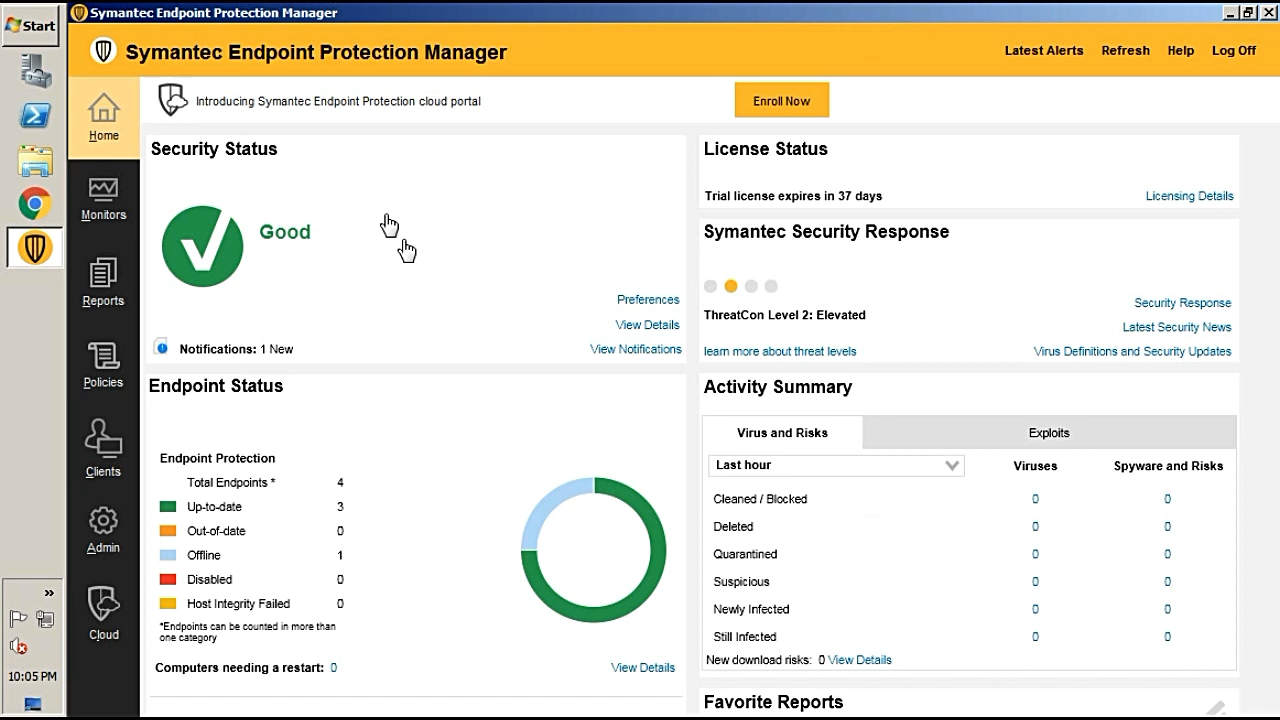 Start
Symantec Endpoint Protection Manager
Symantec Endpoint Protection Manager
Latest Alerts Refresh Help Log Off
Introducing Symantec Endpoint Protection cloud portal
Enroll Now
Home
Monitors
Reports
Policies
Clients
Admin
Cloud
Security Status
Good
Preferences
View Details
Notifications: 1 New
View Notifications
Endpoint Status
Endpoint Protection
Total Endpoints * 4
Up-to-date 3
Out-of-date 0
Offline 1
Disabled 0
Host Integrity Failed 0
*Endpoints can be counted in more than
one category
Computers needing a restart: 0
View Details
License Status
Trial license expires in 37 days
Licensing Details
Symantec Security Response
ThreatCon Level 2: Elevated
learn more about threat levels
Security Response
Latest Security News
Virus Definitions and Security Updates
Activity Summary
Virus and Risks Exploits
Last hour Viruses Spyware and Risks
Cleaned / Blocked 0 0
Deleted 0 0
Quarantined 0 0
Suspicious 0 0
Newly Infected 0 0
Still Infected 0 0
New download risks: 0 View Details
Favorite Reports
10:05 PM